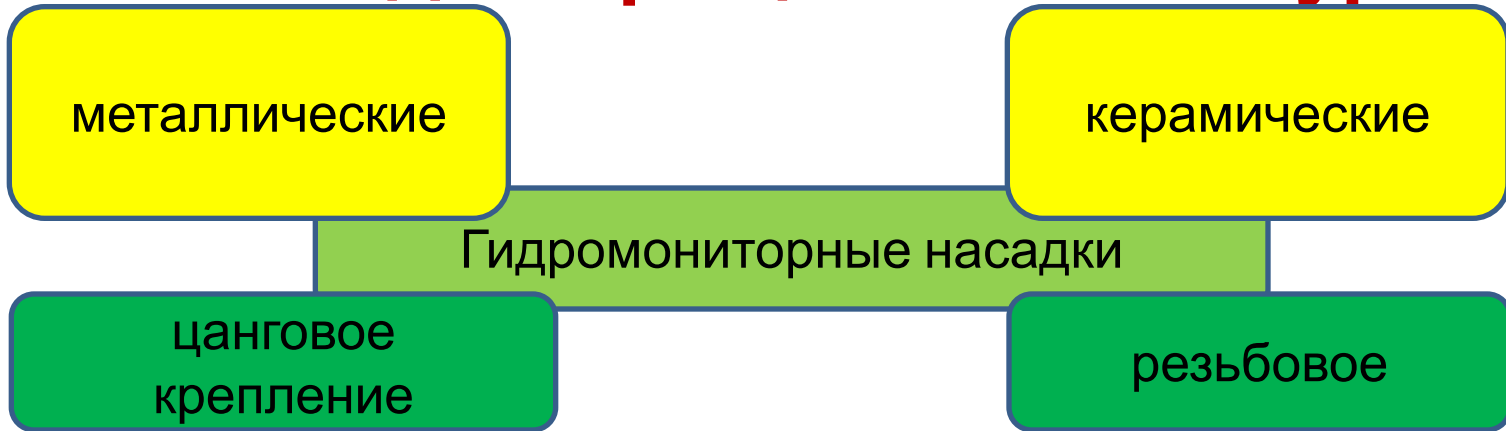 металлические
керамические
Гидромониторные насадки
цанговое
крепление
резьбовое